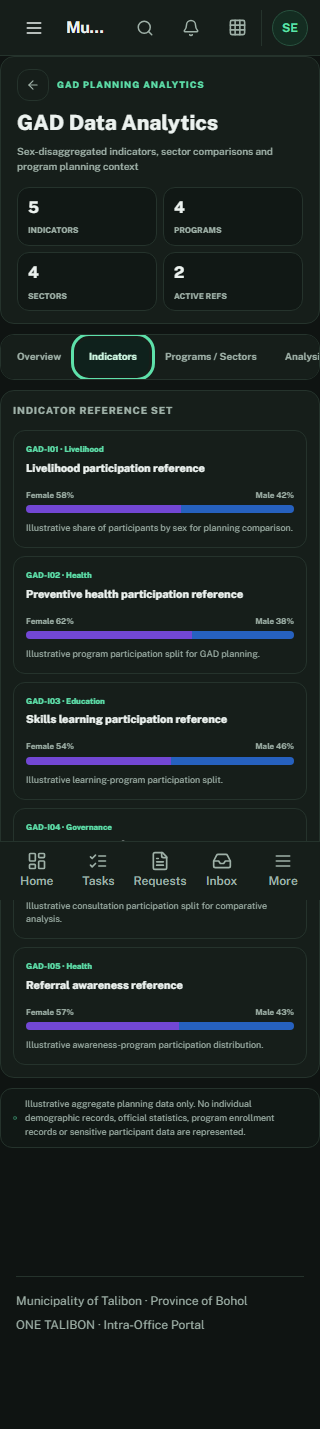 Mu...
SE
GAD PLANNING ANALYTICS
GAD Data Analytics
Sex-disaggregated indicators, sector comparisons and
program planning context
5
INDICATORS
4
PROGRAMS
4
SECTORS
2
ACTIVE REFS
Overview
Indicators
Programs / Sectors
Analysi
INDICATOR REFERENCE SET
GAD-101 · Livelihood
Livelihood participation reference
Female 58%
Male 42%
Illustrative share of participants by sex for planning comparison.
GAD-102 · Health
Preventive health participation reference
Female 62%
Male 38%
Illustrative program participation split for GAD planning.
GAD-103 · Education
Skills learning participation reference
Female 54%
Male 46%
Illustrative learning-program participation split.
GAD-104 · Governance
Home
Tasks
Requests
Inbox
More
Illustrative consultation participation split for comparative
analysis.
GAD-105 · Health
Referral awareness reference
Female 57%
Male 43%
Illustrative awareness-program participation distribution.
Illustrative aggregate planning data only. No individual
demographic records, official statistics, program enrollment
records or sensitive participant data are represented.
Municipality of Talibon · Province of Bohol
ONE TALIBON · Intra-Office Portal